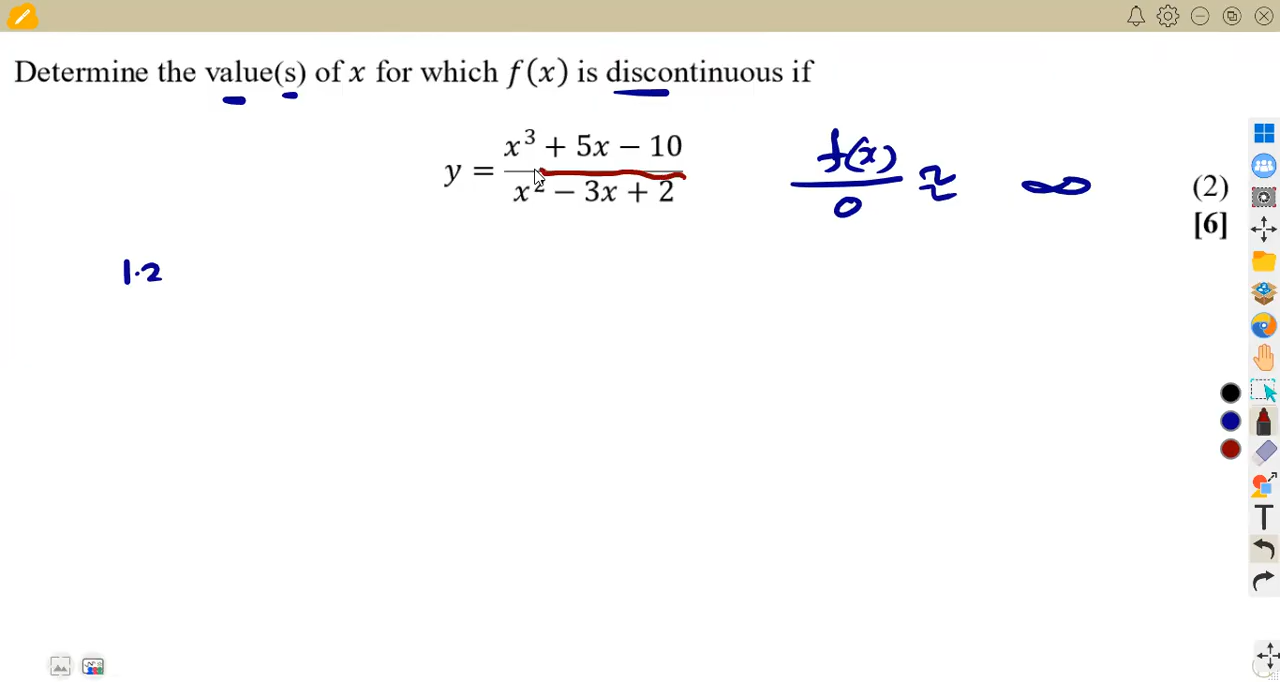 Determine the value(s) of x for which f(x) is discontinuous if
y = (x³ + 5x − 10)/(x² − 3x + 2)
f(x)/0 ≈ ∞
(2)
[6]
1.2
T